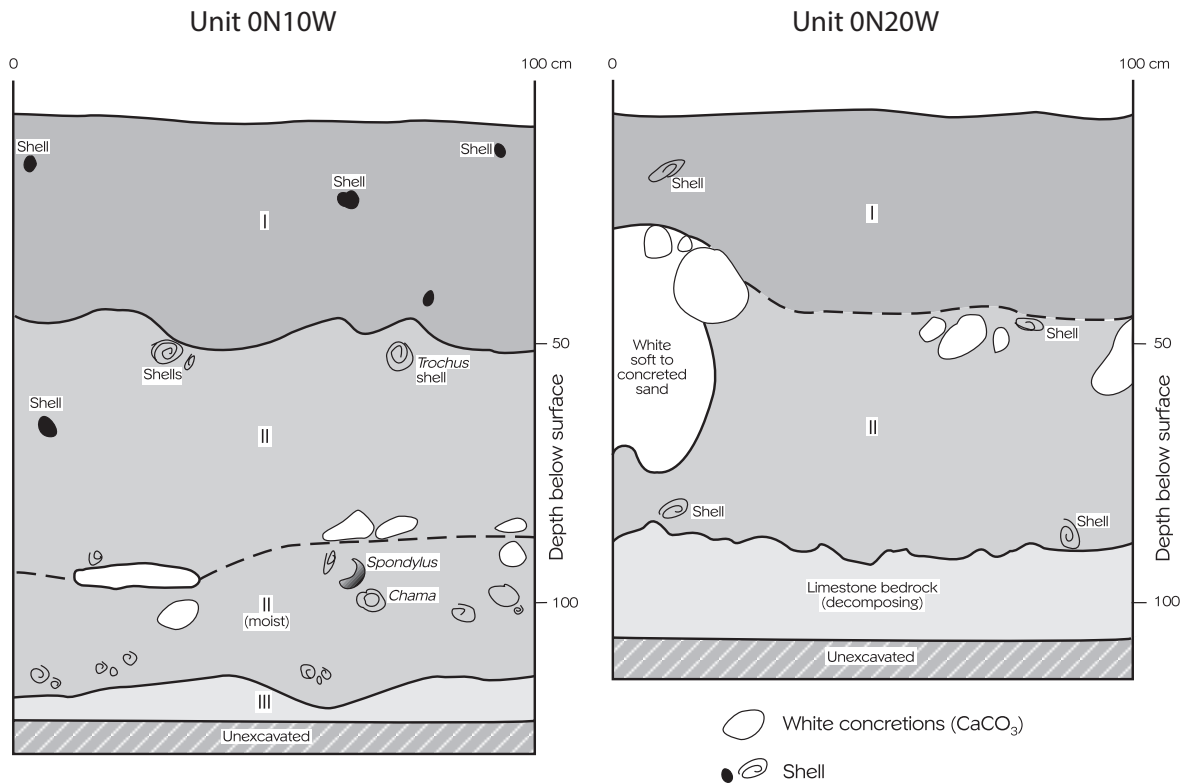 Unit 0N10W
0
100 cm
Shell
Shell
Shell
I
50
Shells
Trochus
shell
Shell
II
Depth below surface
Spondylus
Chama
100
II
(moist)
III
Unexcavated
Unit 0N20W
0
100 cm
Shell
I
White
soft to
concreted
sand
Shell
50
II
Depth below surface
Shell
Shell
Limestone bedrock
(decomposing)
100
Unexcavated
White concretions (CaCO₃)
Shell